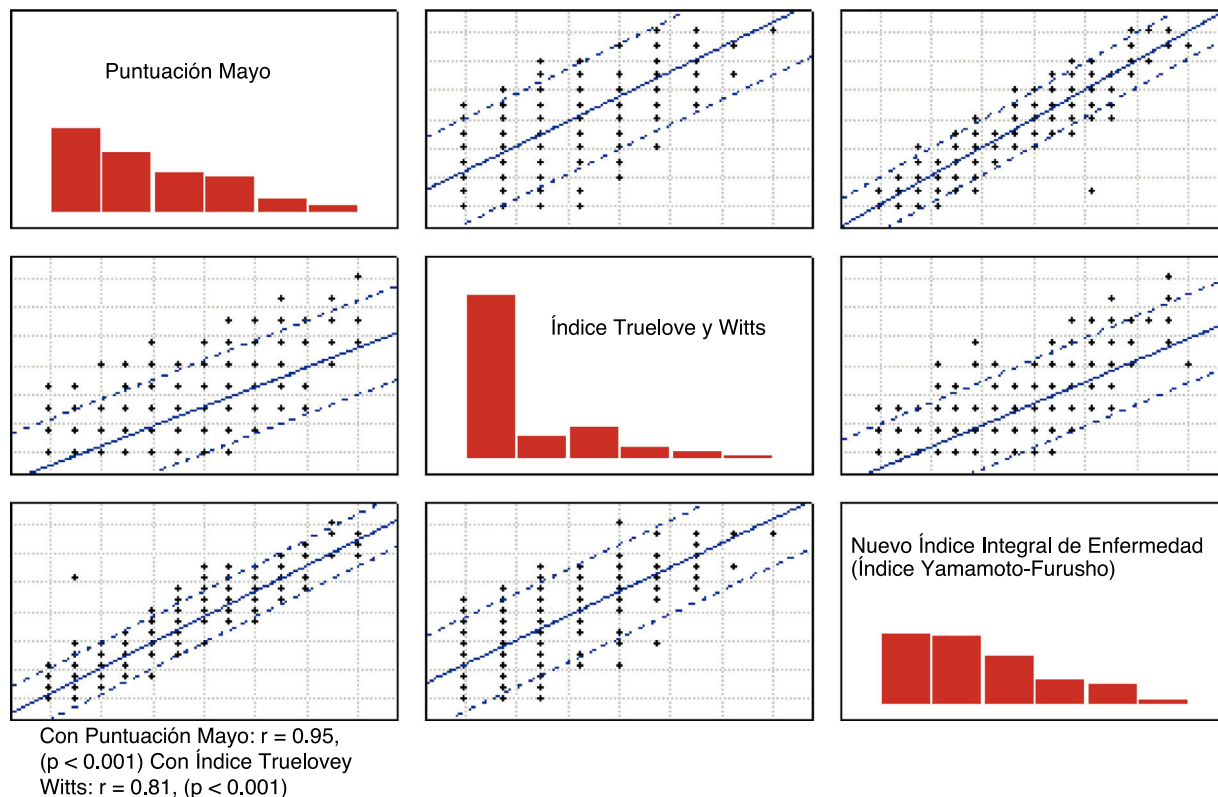 Puntuación Mayo
Índice Truelove y Witts
Nuevo Índice Integral de Enfermedad
(Índice Yamamoto-Furusho)
Con Puntuación Mayo: r = 0.95,
(p < 0.001) Con Índice Truelovey
Witts: r = 0.81, (p < 0.001)